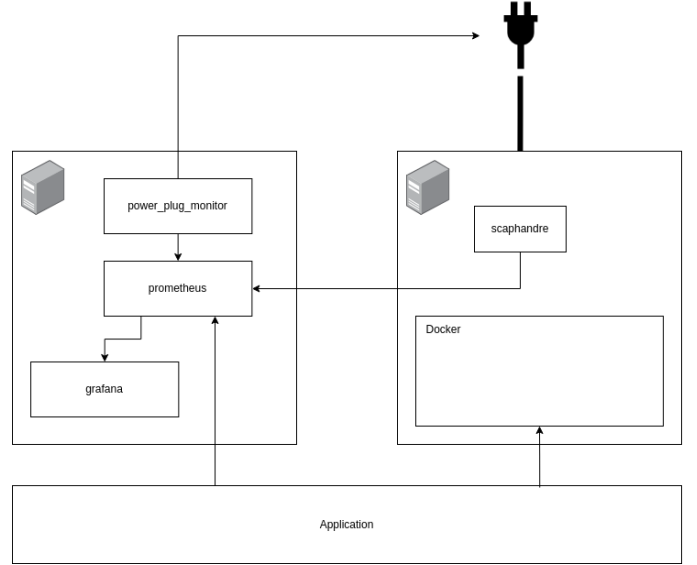 power_plug_monitor
scaphandre
prometheus
Docker
grafana
Application